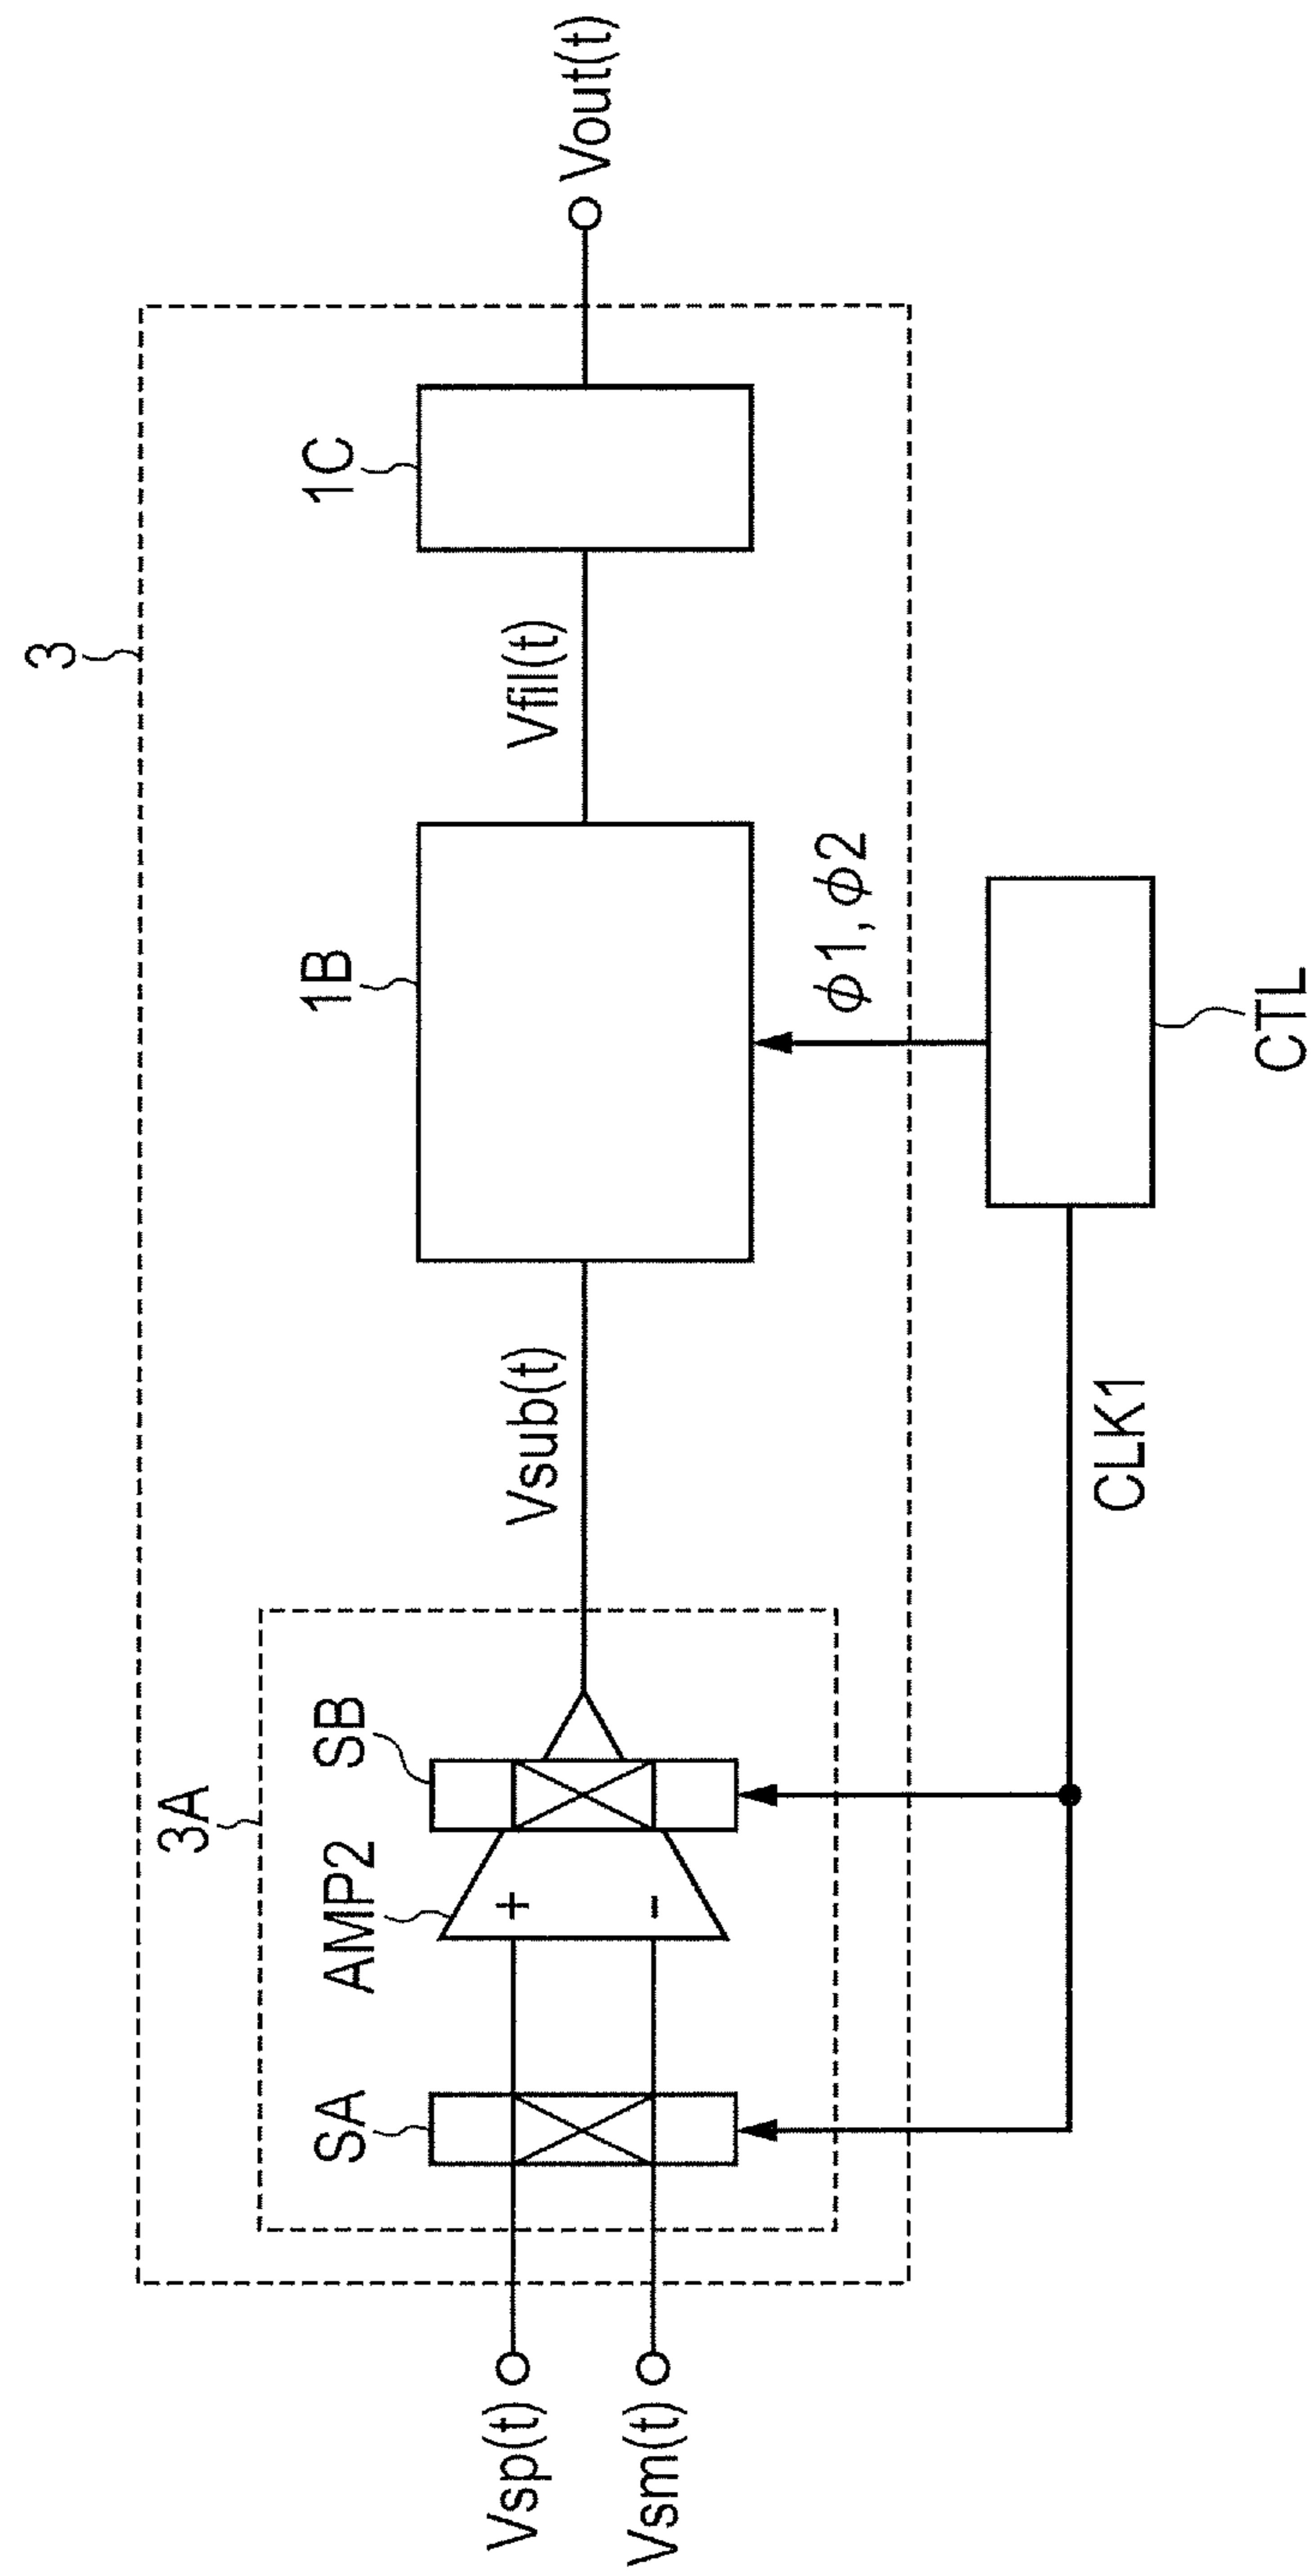 3
3A
SA
AMP2
SB
1B
1C
Vsp(t)
Vsm(t)
+
-
Vsub(t)
Vfil(t)
Vout(t)
ϕ1, ϕ2
CLK1
CTL